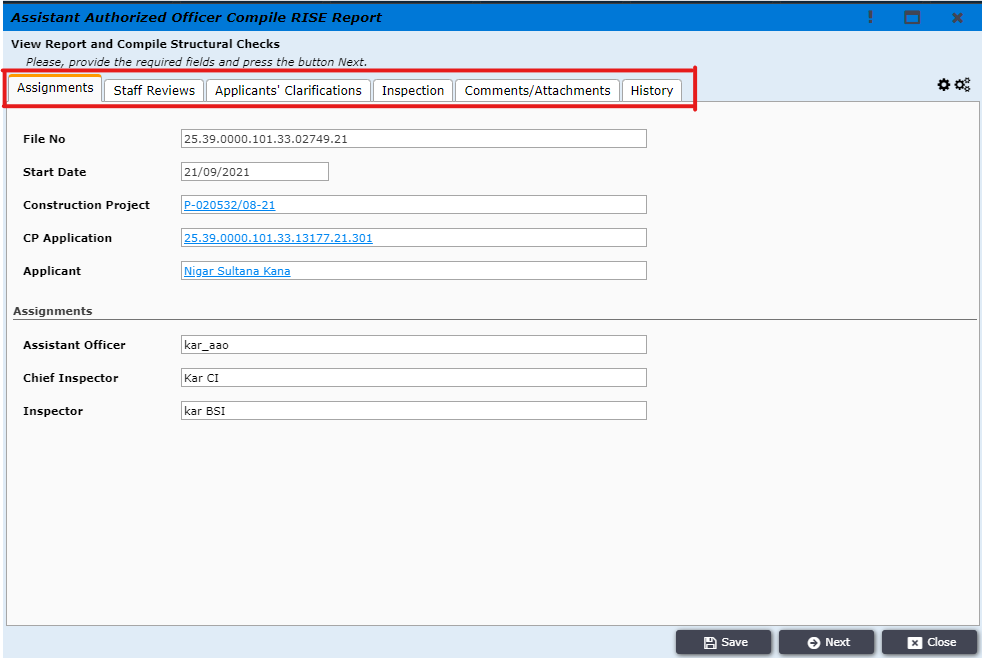 Assistant Authorized Officer Compile RISE Report
View Report and Compile Structural Checks
Please, provide the required fields and press the button Next.
Assignments Staff Reviews Applicants' Clarifications Inspection Comments/Attachments History
File No 25.39.0000.101.33.02749.21
Start Date 21/09/2021
Construction Project P-020532/08-21
CP Application 25.39.0000.101.33.13177.21.301
Applicant Nigar Sultana Kana
Assignments
Assistant Officer kar_aao
Chief Inspector Kar CI
Inspector kar BSI
Save Next Close